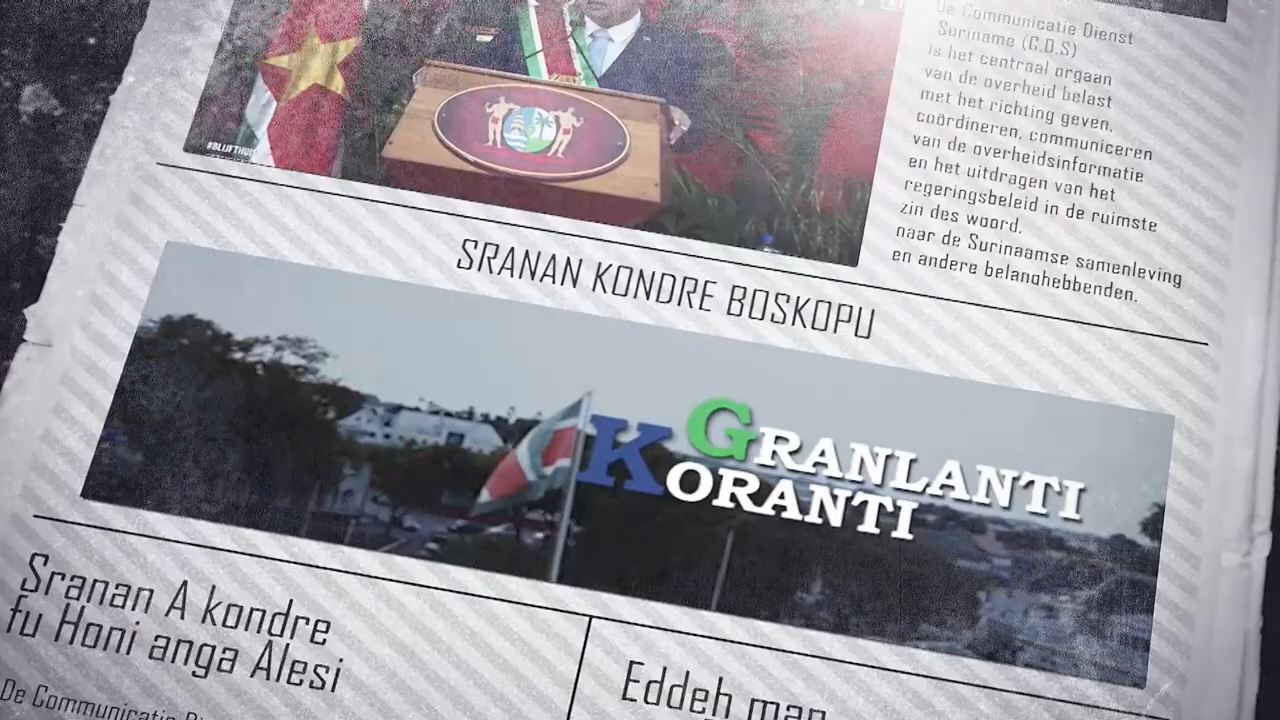 De Communicatie Dienst
Suriname (C.D.S)
is het centraal orgaan
van de overheid belast
met het richting geven,
coördineren, communiceren
van de overheidsinformatie
en het uitdragen van het
regeringsbeleid in de ruimste
zin des woord,
naar de Surinaamse samenleving
en andere belanghebbenden.
SRANAN KONDRE BOSKOPU
GRANLANTI
KORANTI
Sranan A kondre
fu Honi anga Alesi
De Communicatie
Eddeh man